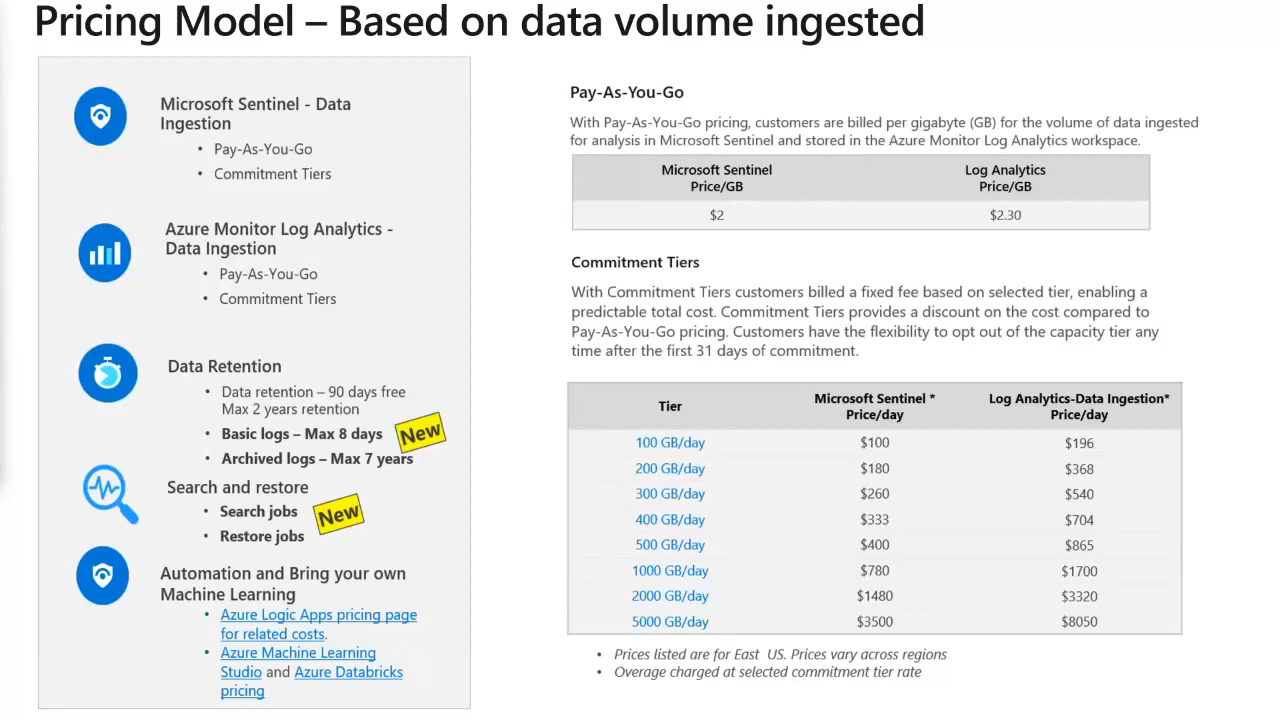 Pricing Model – Based on data volume ingested
Microsoft Sentinel - Data
Ingestion
• Pay-As-You-Go
• Commitment Tiers
Azure Monitor Log Analytics -
Data Ingestion
• Pay-As-You-Go
• Commitment Tiers
Data Retention
• Data retention – 90 days free
Max 2 years retention
• Basic logs – Max 8 days
New
• Archived logs – Max 7 years
Search and restore
• Search jobs
New
• Restore jobs
Automation and Bring your own
Machine Learning
• Azure Logic Apps pricing page
for related costs.
• Azure Machine Learning
Studio and Azure Databricks
pricing
Pay-As-You-Go
With Pay-As-You-Go pricing, customers are billed per gigabyte (GB) for the volume of data ingested
for analysis in Microsoft Sentinel and stored in the Azure Monitor Log Analytics workspace.
Microsoft Sentinel Log Analytics
Price/GB Price/GB
$2 $2.30
Commitment Tiers
With Commitment Tiers customers billed a fixed fee based on selected tier, enabling a
predictable total cost. Commitment Tiers provides a discount on the cost compared to
Pay-As-You-Go pricing. Customers have the flexibility to opt out of the capacity tier any
time after the first 31 days of commitment.
Tier Microsoft Sentinel * Log Analytics-Data Ingestion*
Price/day Price/day
100 GB/day $100 $196
200 GB/day $180 $368
300 GB/day $260 $540
400 GB/day $333 $704
500 GB/day $400 $865
1000 GB/day $780 $1700
2000 GB/day $1480 $3320
5000 GB/day $3500 $8050
• Prices listed are for East US. Prices vary across regions
• Overage charged at selected commitment tier rate